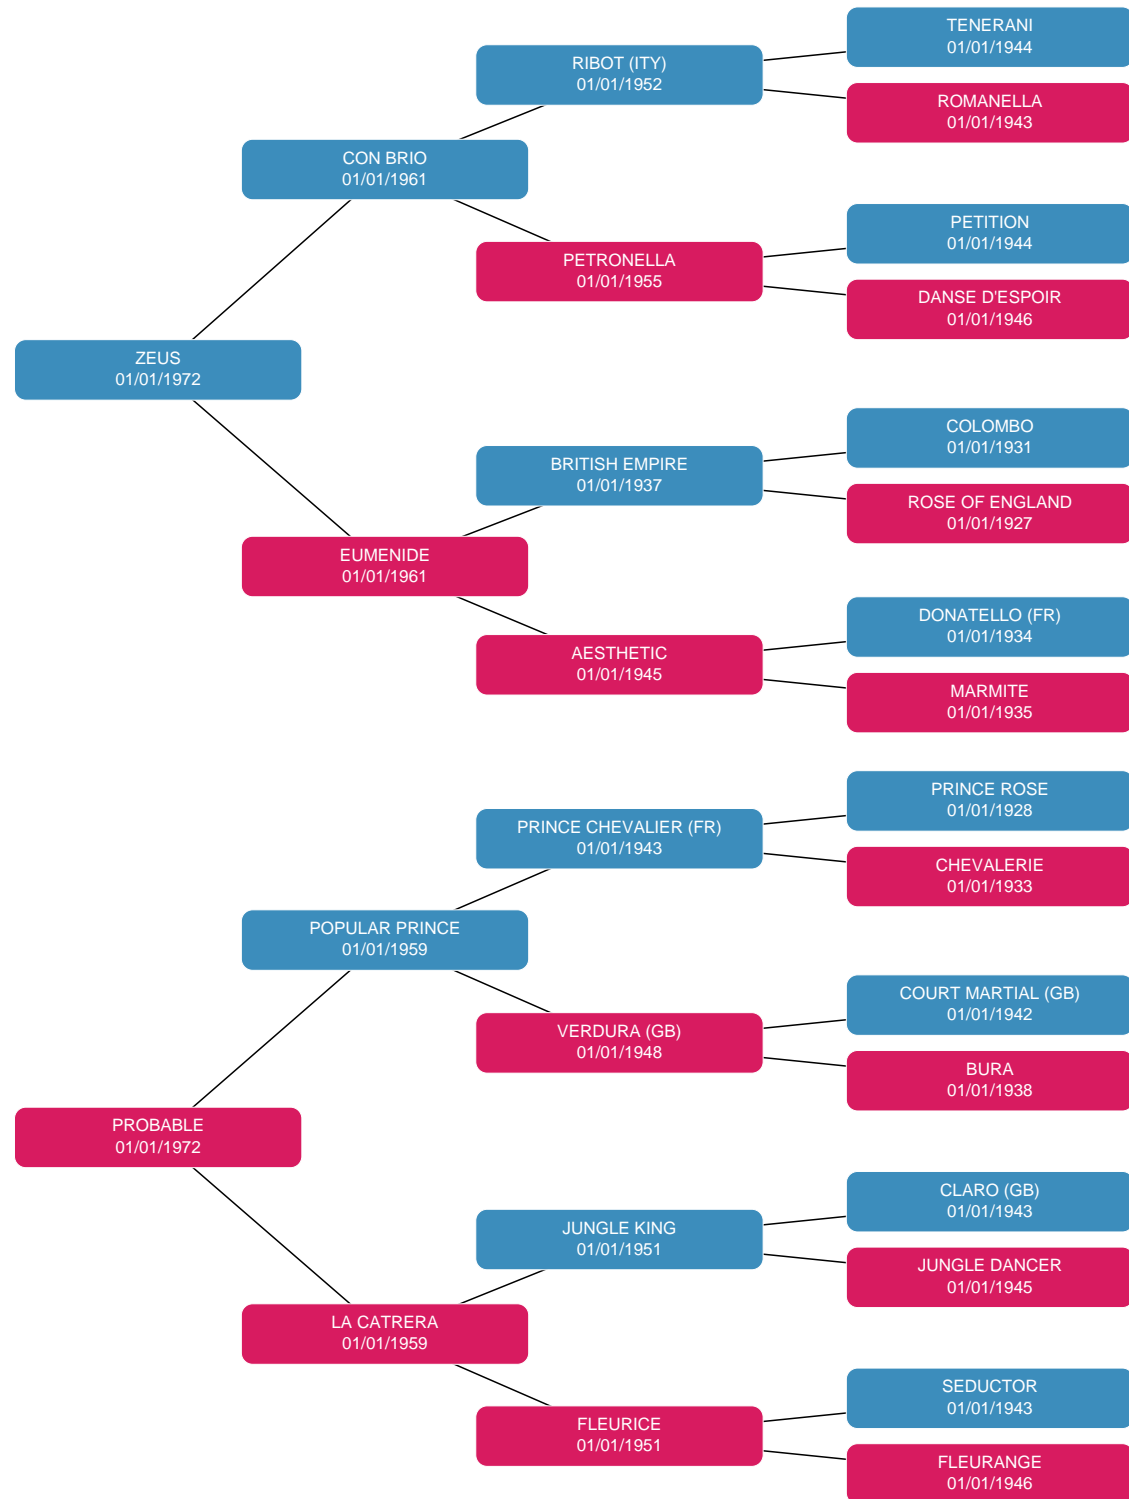 TENERANI
01/01/1944
RIBOT (ITY)
01/01/1952
ROMANELLA
01/01/1943
CON BRIO
01/01/1961
PETITION
01/01/1944
PETRONELLA
01/01/1955
DANSE D'ESPOIR
01/01/1946
ZEUS
01/01/1972
COLOMBO
01/01/1931
BRITISH EMPIRE
01/01/1937
ROSE OF ENGLAND
01/01/1927
EUMENIDE
01/01/1961
DONATELLO (FR)
01/01/1934
AESTHETIC
01/01/1945
MARMITE
01/01/1935
PRINCE ROSE
01/01/1928
PRINCE CHEVALIER (FR)
01/01/1943
CHEVALERIE
01/01/1933
POPULAR PRINCE
01/01/1959
COURT MARTIAL (GB)
01/01/1942
VERDURA (GB)
01/01/1948
BURA
01/01/1938
PROBABLE
01/01/1972
CLARO (GB)
01/01/1943
JUNGLE KING
01/01/1951
JUNGLE DANCER
01/01/1945
LA CATRERA
01/01/1959
SEDUCTOR
01/01/1943
FLEURICE
01/01/1951
FLEURANGE
01/01/1946